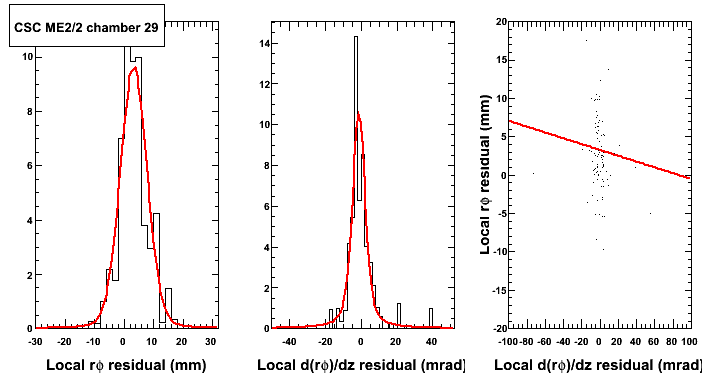 CSC ME2/2 chamber 29
10
8
6
4
2
0
-30 -20 -10 0 10 20 30
Local rϕ residual (mm)
14
12
10
8
6
4
2
0
-40 -20 0 20 40
Local d(rϕ)/dz residual (mrad)
Local rϕ residual (mm)
20
15
10
5
0
-5
-10
-15
-20
-100 -80 -60 -40 -20 0 20 40 60 80 100
Local d(rϕ)/dz residual (mrad)